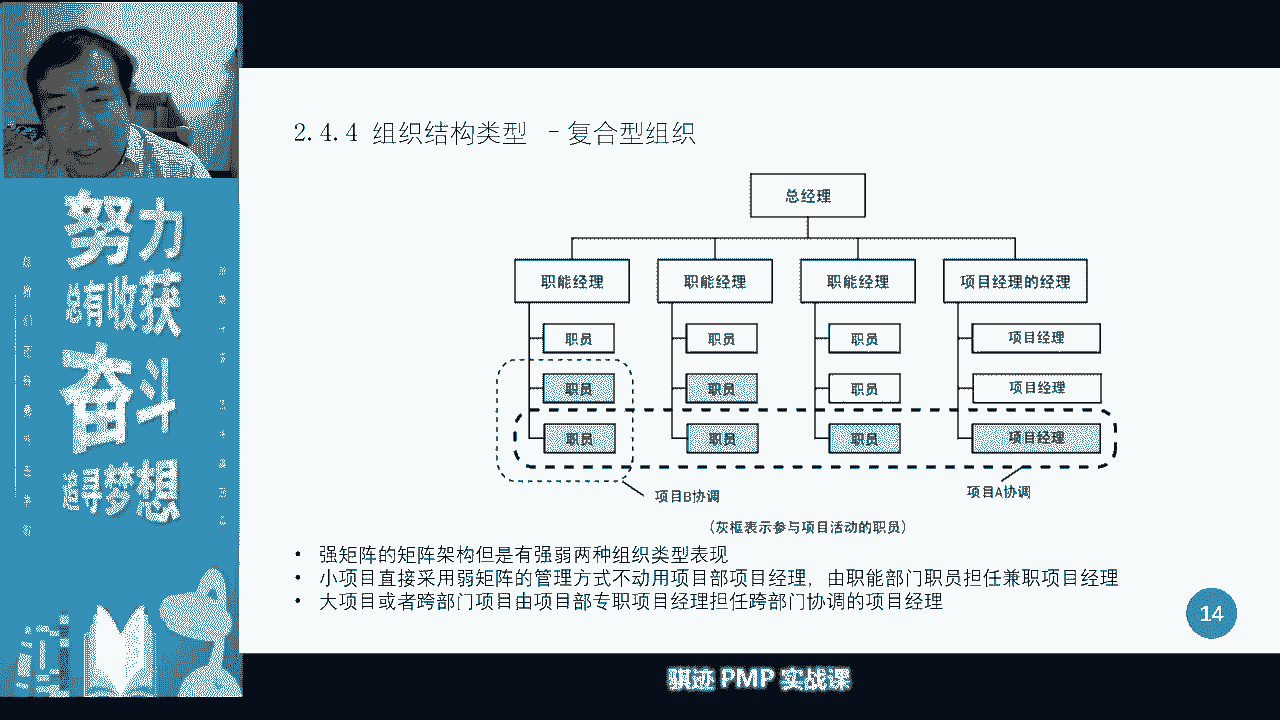 努力
总有收获
奋斗
追寻梦想
2.4.4 组织结构类型 -复合型组织
总经理
职能经理 职能经理 职能经理 项目经理的经理
职员 职员 职员 项目经理
职员 职员 职员 项目经理
职员 职员 职员 项目经理
项目B协调 项目A协调
(灰框表示参与项目活动的职员)
• 强矩阵的矩阵架构但是有强弱两种组织类型表现
• 小项目直接采用弱矩阵的管理方式不动用项目部项目经理，由职能部门职员担任兼职项目经理
• 大项目或者跨部门项目由项目部专职项目经理担任跨部门协调的项目经理
14
骐迹 PMP 实战课